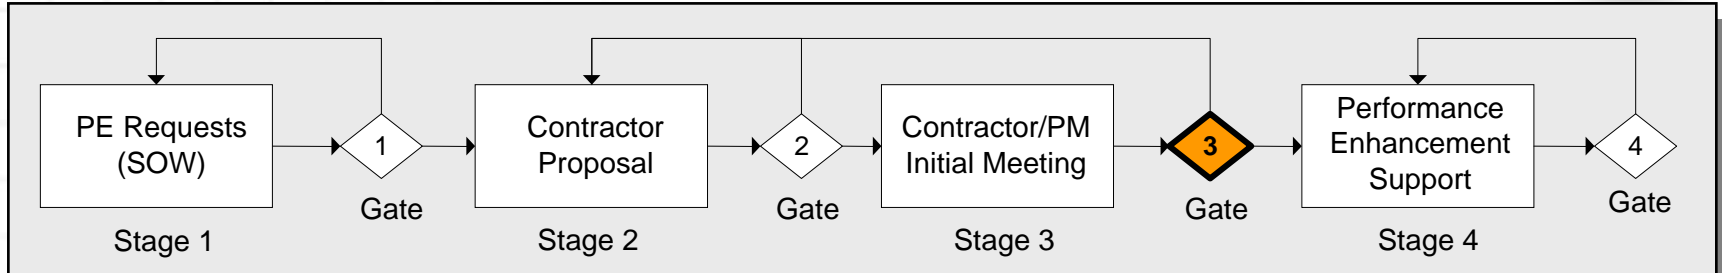 PE Requests
(SOW)
1
Gate
Stage 1
Contractor
Proposal
2
Gate
Stage 2
Contractor/PM
Initial Meeting
3
Gate
Stage 3
Performance
Enhancement
Support
4
Gate
Stage 4